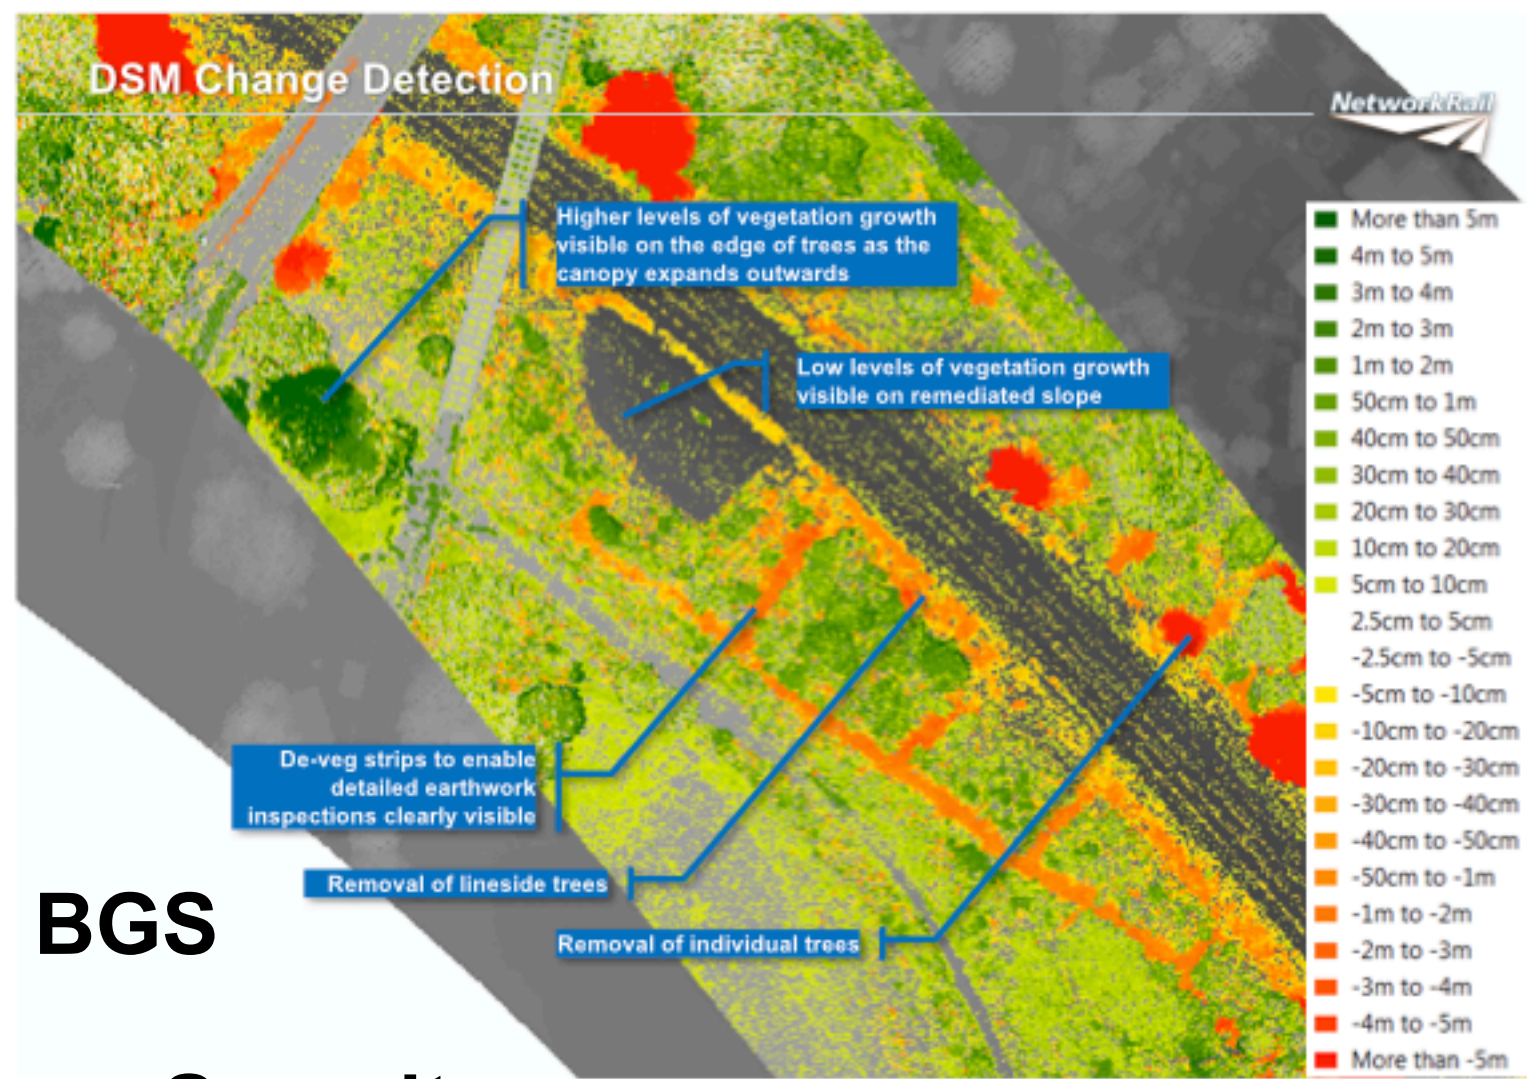 DSM Change Detection
NetworkRail
Higher levels of vegetation growth
visible on the edge of trees as the
canopy expands outwards
Low levels of vegetation growth
visible on remediated slope
De-veg strips to enable
detailed earthwork
inspections clearly visible
Removal of lineside trees
Removal of individual trees
BGS
More than 5m
4m to 5m
3m to 4m
2m to 3m
1m to 2m
50cm to 1m
40cm to 50cm
30cm to 40cm
20cm to 30cm
10cm to 20cm
5cm to 10cm
2.5cm to 5cm
-2.5cm to -5cm
-5cm to -10cm
-10cm to -20cm
-20cm to -30cm
-30cm to -40cm
-40cm to -50cm
-50cm to -1m
-1m to -2m
-2m to -3m
-3m to -4m
-4m to -5m
More than -5m